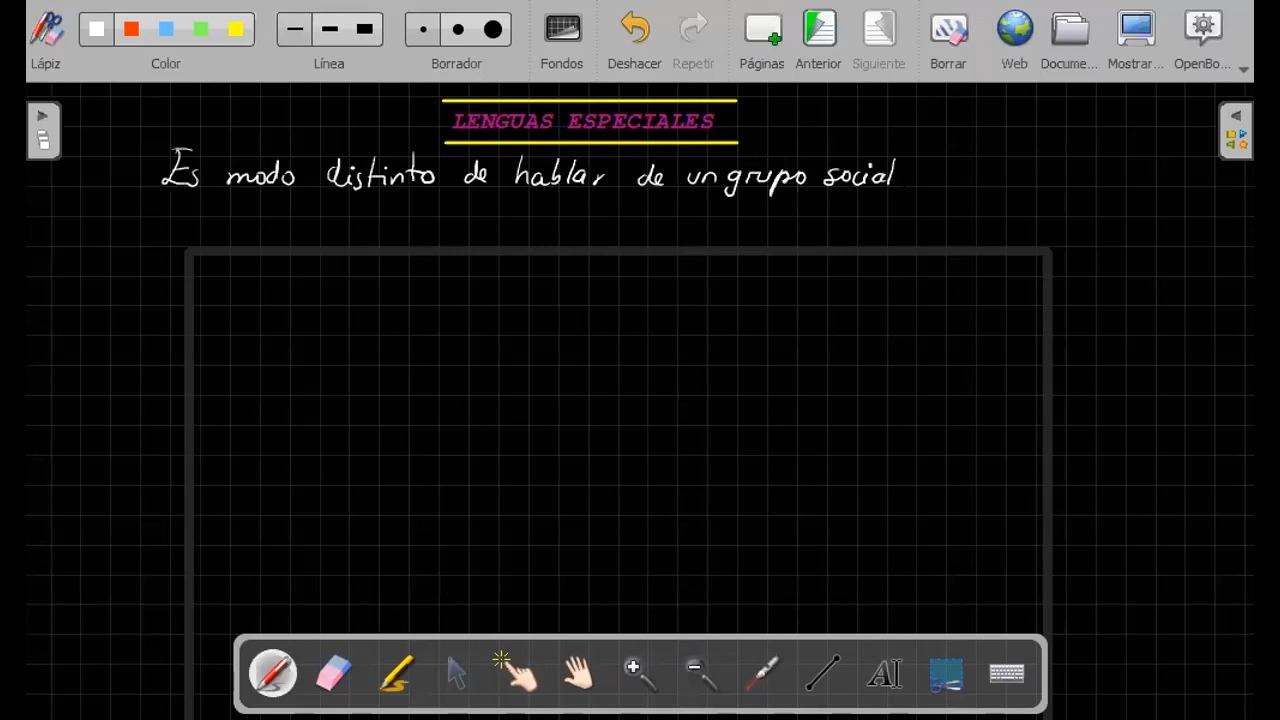 Lápiz Color Línea Borrador Fondos Deshacer Repetir Páginas Anterior Siguiente Borrar Web Docume... Mostrar... OpenBo...
LENGUAS ESPECIALES
Es modo distinto de hablar de un grupo social
AI